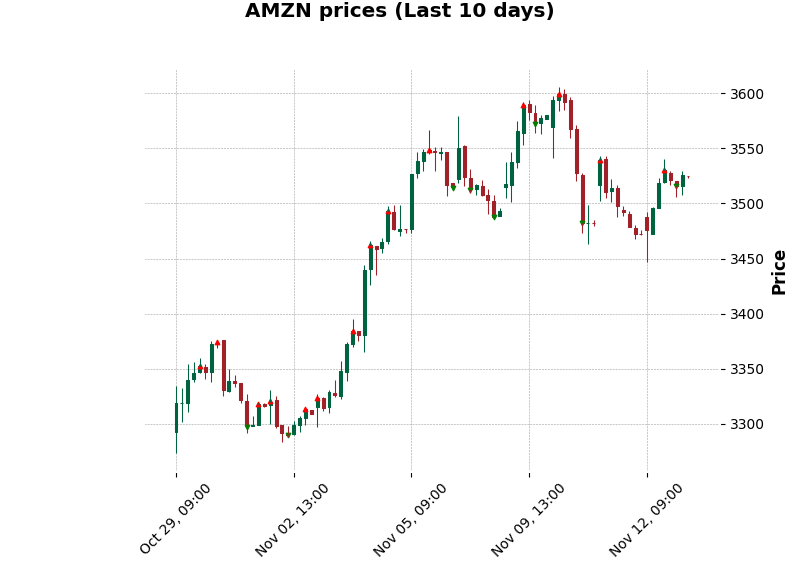 AMZN prices (Last 10 days)
3600
3550
3500
3450
3400
3350
3300
Price
Oct 29, 09:00
Nov 02, 13:00
Nov 05, 09:00
Nov 09, 13:00
Nov 12, 09:00